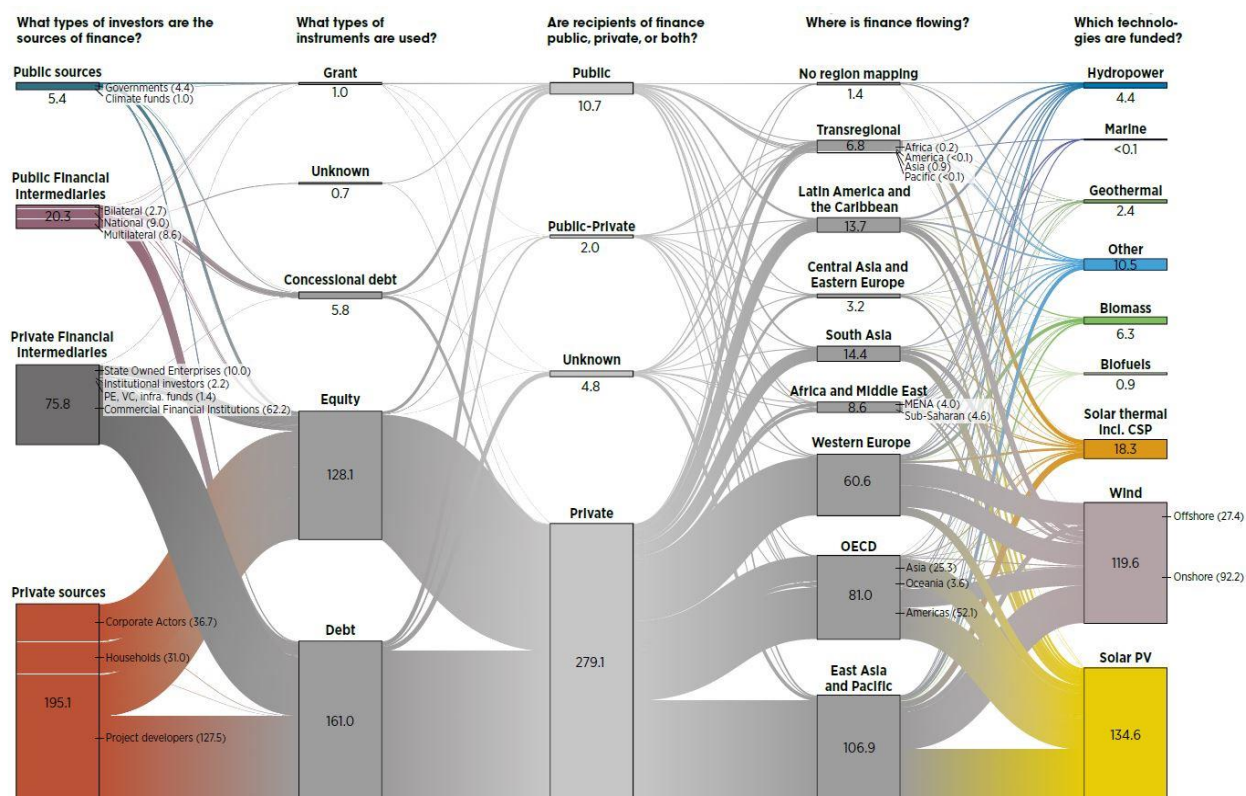 What types of investors are the
sources of finance?
What types of
instruments are used?
Are recipients of finance
public, private, or both?
Where is finance flowing?
Which technolo-
gies are funded?
Public sources
Governments (4.4)
Climate funds (1.0)
5.4
Public Financial
Intermediaries
20.3
Bilateral (2.7)
National (9.0)
Multilateral (8.6)
Private Financial
Intermediaries
State Owned Enterprises (10.0)
Institutional investors (2.2)
PE, VC, infra. funds (1.4)
Commercial Financial Institutions (62.2)
75.8
Private sources
Corporate Actors (36.7)
Households (31.0)
195.1
Project developers (127.5)
Grant
1.0
Unknown
0.7
Concessional debt
5.8
Equity
128.1
Debt
161.0
Public
10.7
Public-Private
2.0
Unknown
4.8
Private
279.1
No region mapping
1.4
Transregional
6.8
Africa (0.2)
America (<0.1)
Asia (0.9)
Pacific (<0.1)
Latin America and
the Caribbean
13.7
Central Asia and
Eastern Europe
3.2
South Asia
14.4
Africa and Middle East
8.6
MENA (4.0)
Sub-Saharan (4.6)
Western Europe
60.6
OECD
Asia (25.3)
Oceania (3.6)
81.0
Americas (52.1)
East Asia
and Pacific
106.9
Hydropower
4.4
Marine
<0.1
Geothermal
2.4
Other
10.5
Biomass
6.3
Biofuels
0.9
Solar thermal
incl. CSP
18.3
Wind
Offshore (27.4)
119.6
Onshore (92.2)
Solar PV
134.6